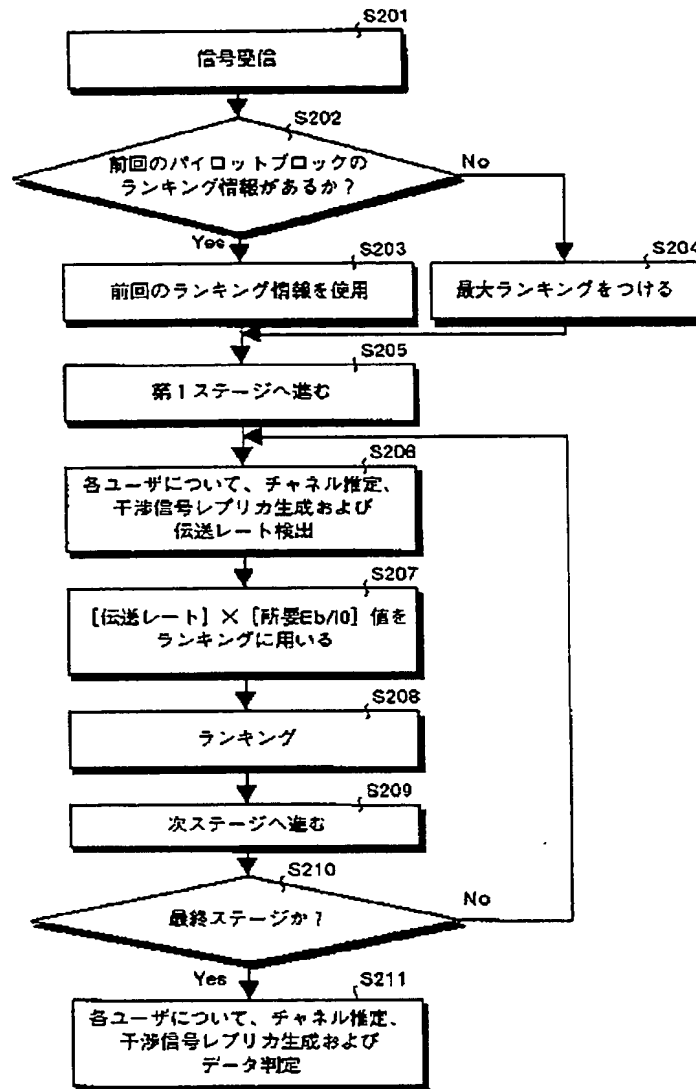 S201
信号受信
S202
前回のパイロットブロックの
ランキング情報があるか？
No
Yes
S203
前回のランキング情報を使用
S204
最大ランキングをつける
S205
第1ステージへ進む
S206
各ユーザについて、チャネル推定、
干渉信号レプリカ生成および
伝送レート検出
S207
[伝送レート] × [所要Eb/I0] 値を
ランキングに用いる
S208
ランキング
S209
次ステージへ進む
S210
最終ステージか？
No
Yes
S211
各ユーザについて、チャネル推定、
干渉信号レプリカ生成および
データ判定